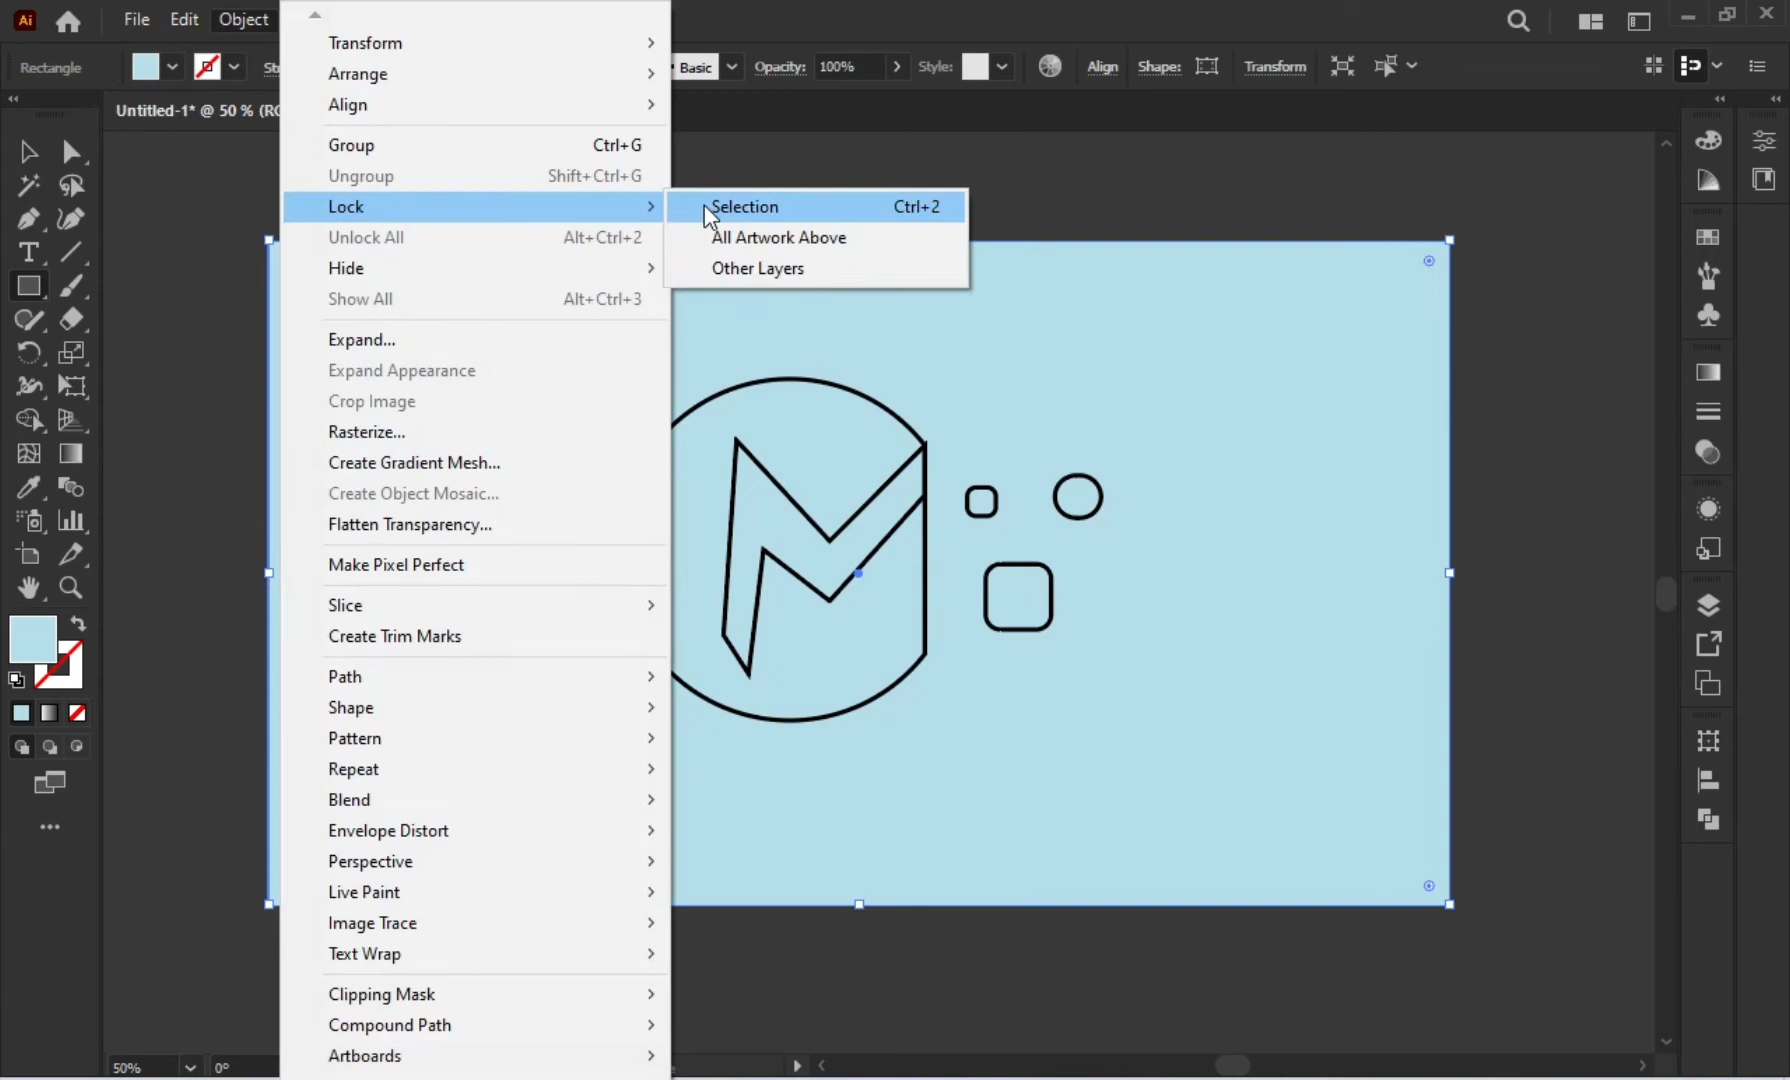 Ai File Edit Object
Rectangle Basic Opacity: 100% Style: Align Shape: Transform
Untitled-1* @ 50 %
Transform
Arrange
Align
Group Ctrl+G
Ungroup Shift+Ctrl+G
Lock
Selection Ctrl+2
Unlock All Alt+Ctrl+2
All Artwork Above
Hide
Other Layers
Show All Alt+Ctrl+3
Expand...
Expand Appearance
Crop Image
Rasterize...
Create Gradient Mesh...
Create Object Mosaic...
Flatten Transparency...
Make Pixel Perfect
Slice
Create Trim Marks
Path
Shape
Pattern
Repeat
Blend
Envelope Distort
Perspective
Live Paint
Image Trace
Text Wrap
Clipping Mask
Compound Path
Artboards
50% 0°